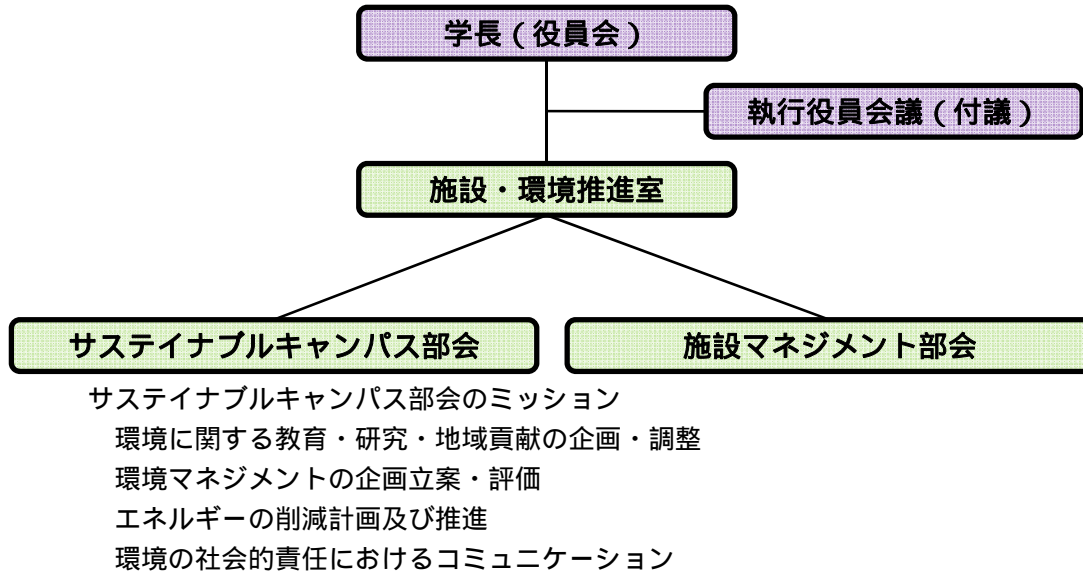 学長(役員会)
執行役員会議(付議)
施設・環境推進室
サステイナブルキャンパス部会
施設マネジメント部会
サステイナブルキャンパス部会のミッション
環境に関する教育・研究・地域貢献の企画・調整
環境マネジメントの企画立案・評価
エネルギーの削減計画及び推進
環境の社会的責任におけるコミュニケーション